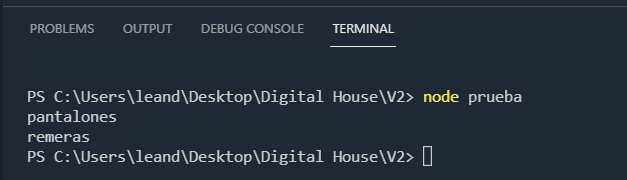 PROBLEMS OUTPUT DEBUG CONSOLE TERMINAL
PS C:\Users\leand\Desktop\Digital House\V2> node prueba
pantalones
remeras
PS C:\Users\leand\Desktop\Digital House\V2>